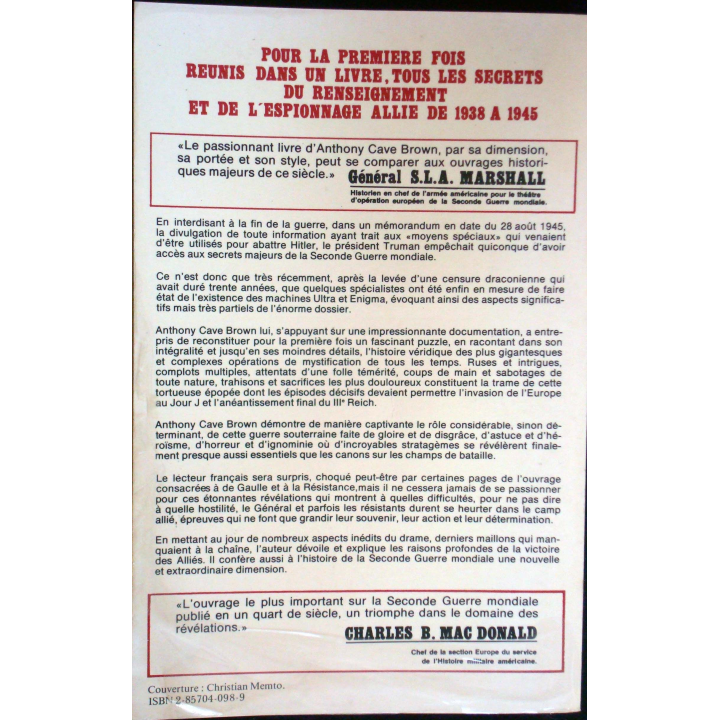 POUR LA PREMIERE FOIS
REUNIS DANS UN LIVRE, TOUS LES SECRETS
DU RENSEIGNEMENT
ET DE L'ESPIONNAGE ALLIE DE 1938 A 1945
«Le passionnant livre d'Anthony Cave Brown, par sa dimension,
sa portée et son style, peut se comparer aux ouvrages histori-
ques majeurs de ce siècle.» Général S.L.A. MARSHALL
Historien en chef de l'armée américaine pour le théâtre
d'opération européen de la Seconde Guerre mondiale.
En interdisant à la fin de la guerre, dans un mémorandum en date du 28 août 1945,
la divulgation de toute information ayant trait aux «moyens spéciaux» qui venaient
d'être utilisés pour abattre Hitler, le président Truman empêchait quiconque d'avoir
accès aux secrets majeurs de la Seconde Guerre mondiale.
Ce n'est donc que très récemment, après la levée d'une censure draconienne qui
avait duré trente années, que quelques spécialistes ont été enfin en mesure de faire
état de l'existence des machines Ultra et Enigma, évoquant ainsi des aspects significa-
tifs mais très partiels de l'énorme dossier.
Anthony Cave Brown lui, s'appuyant sur une impressionnante documentation, a entre-
pris de reconstituer pour la première fois un fascinant puzzle, en racontant dans son
intégralité et jusqu'en ses moindres détails, l'histoire véridique des plus gigantesques
et complexes opérations de mystification de tous les temps. Ruses et intrigues,
complots multiples, attentats d'une folle témérité, coups de main et sabotages de
toute nature, trahisons et sacrifices les plus douloureux constituent la trame de cette
tortueuse épopée dont les épisodes décisifs devaient permettre l'invasion de l'Europe
au Jour J et l'anéantissement final du IIIe Reich.
Anthony Cave Brown démontre de manière captivante le rôle considérable, sinon dé-
terminant, de cette guerre souterraine faite de gloire et de disgrâce, d'astuce et d'hé-
roïsme, d'horreur et d'ignominie où d'incroyables stratagèmes se révélèrent finale-
ment presque aussi essentiels que les canons sur les champs de bataille.
Le lecteur français sera surpris, choqué peut-être par certaines pages de l'ouvrage
consacrées à de Gaulle et à la Résistance,mais il ne cessera jamais de se passionner
pour ces étonnantes révélations qui montrent à quelles difficultés, pour ne pas dire
à quelle hostilité, le Général et parfois les résistants durent se heurter dans le camp
allié, épreuves qui ne font que grandir leur souvenir, leur action et leur détermination.
En mettant au jour de nombreux aspects inédits du drame, derniers maillons qui man-
quaient à la chaîne, l'auteur dévoile et explique les raisons profondes de la victoire
des Alliés. Il confère aussi à l'histoire de la Seconde Guerre mondiale une nouvelle
et extraordinaire dimension.
«L'ouvrage le plus important sur la Seconde Guerre mondiale
publié en un quart de siècle, un triomphe dans le domaine des
révélations.» CHARLES B. MAC DONALD
Chef de la section Europe du service
de l'Histoire militaire américaine.
Couverture : Christian Memto.
ISBN 2-85704-098-9